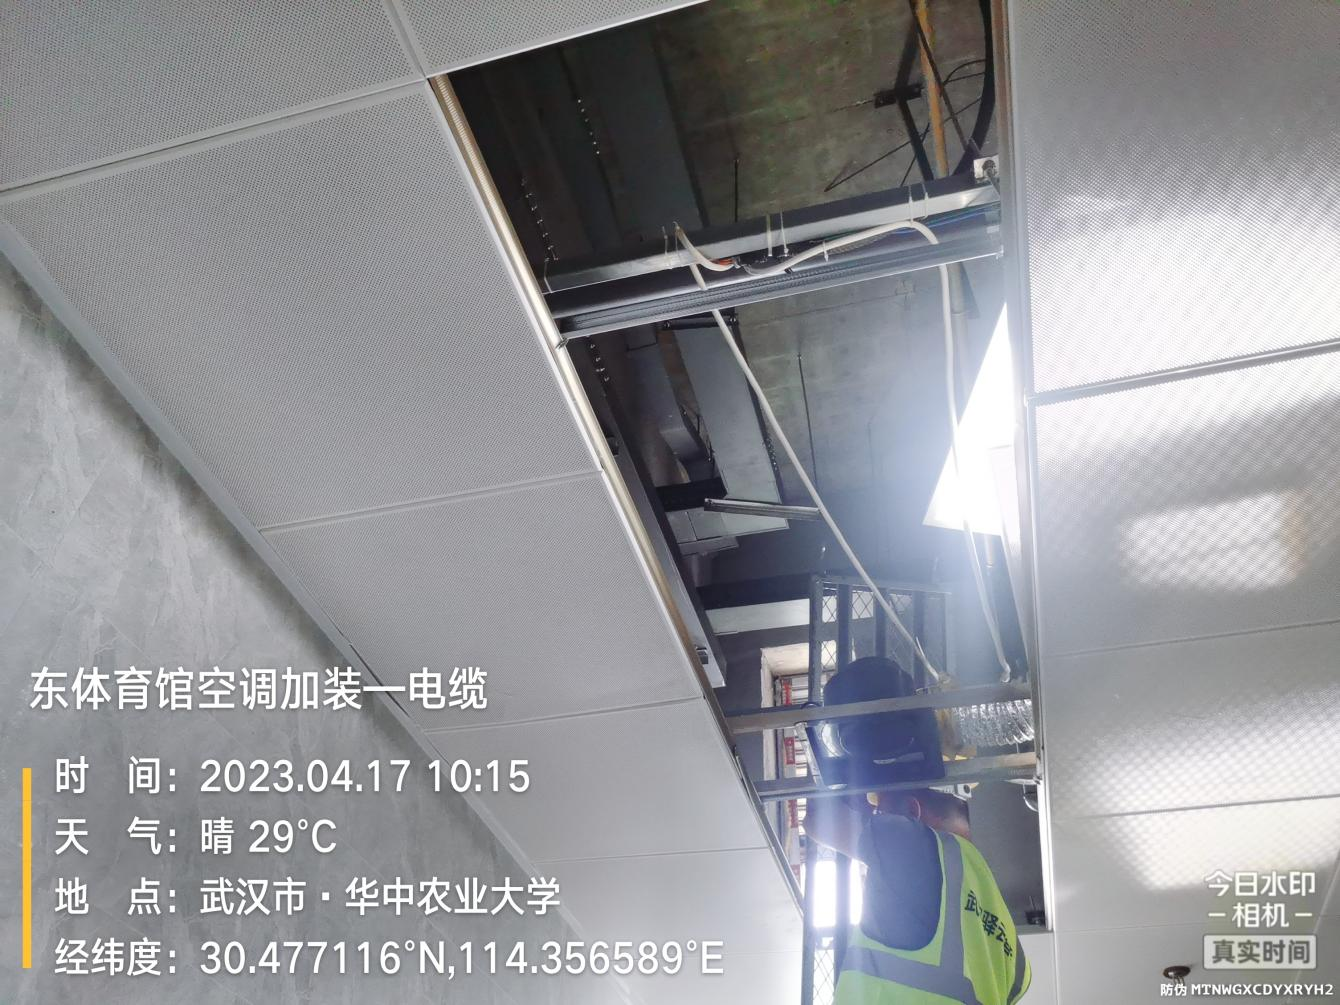 东体育馆空调加装—电缆
时 间：2023.04.17 10:15
天 气：晴 29°C
地 点：武汉市·华中农业大学
经纬度：30.477116°N,114.356589°E
今日水印
-相机-
真实时间
防伪 MTNWGXCDYXRYH2